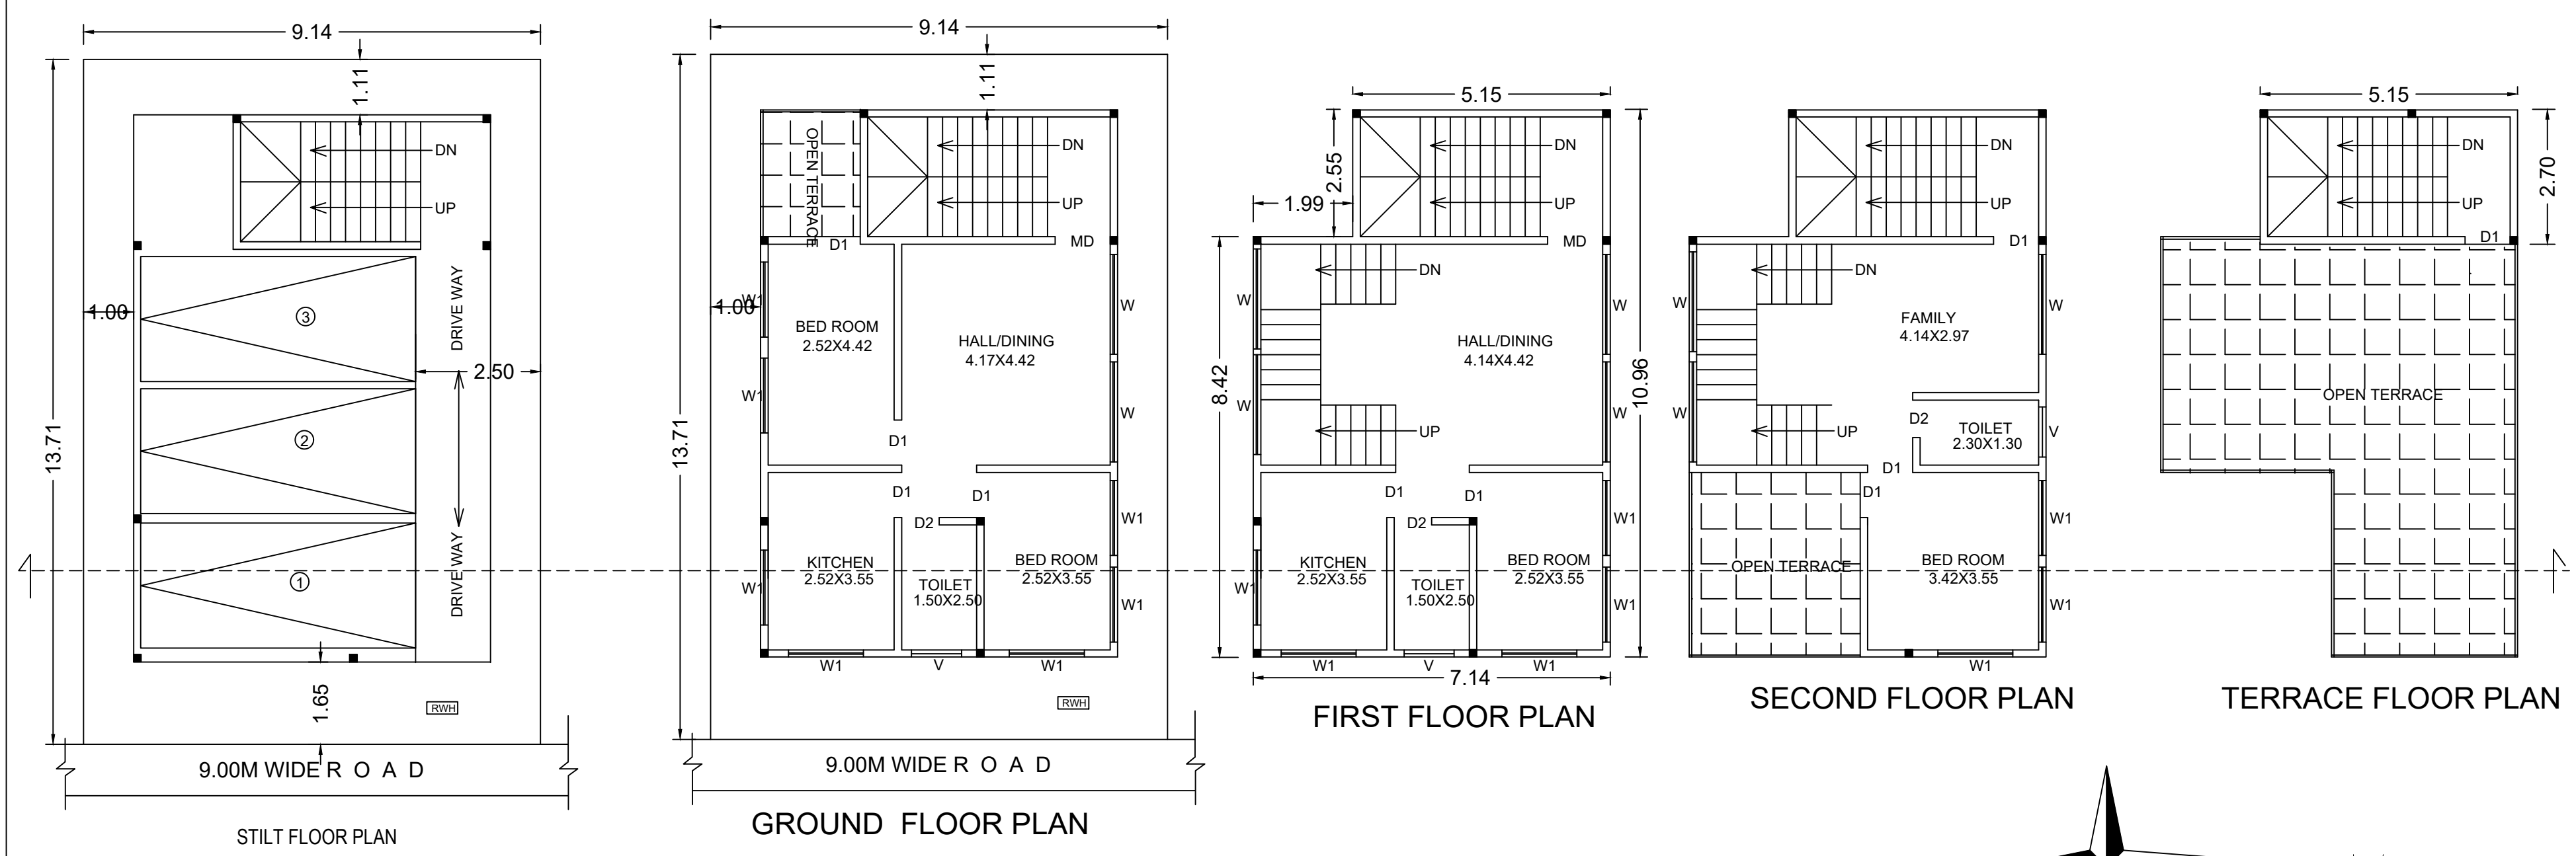 9.14
1.11
DN
UP
1.00
13.71
3
2
1
DRIVE WAY
2.50
DRIVE WAY
1.65
RWH
9.00M WIDE R O A D
STILT FLOOR PLAN
9.14
1.11
OPEN TERRACE
DN
UP
D1
MD
1.00
W1
13.71
BED ROOM
2.52X4.42
HALL/DINING
4.17X4.42
W
W1
W
D1
D1
D1
D2
W1
KITCHEN
2.52X3.55
TOILET
1.50X2.50
BED ROOM
2.52X3.55
W1
W1
W1
V
W1
RWH
9.00M WIDE R O A D
GROUND FLOOR PLAN
5.15
2.55
1.99
DN
UP
MD
DN
W
W
HALL/DINING
4.14X4.42
8.42
10.96
W
W
UP
D1
D1
D2
W1
KITCHEN
2.52X3.55
TOILET
1.50X2.50
BED ROOM
2.52X3.55
W1
W1
W1
V
W1
7.14
FIRST FLOOR PLAN
DN
UP
D1
DN
W
FAMILY
4.14X2.97
W
W
D2
TOILET
2.30X1.30
V
UP
D1
D1
W1
OPEN TERRACE
BED ROOM
3.42X3.55
W1
W1
SECOND FLOOR PLAN
5.15
DN
UP
2.70
D1
OPEN TERRACE
TERRACE FLOOR PLAN